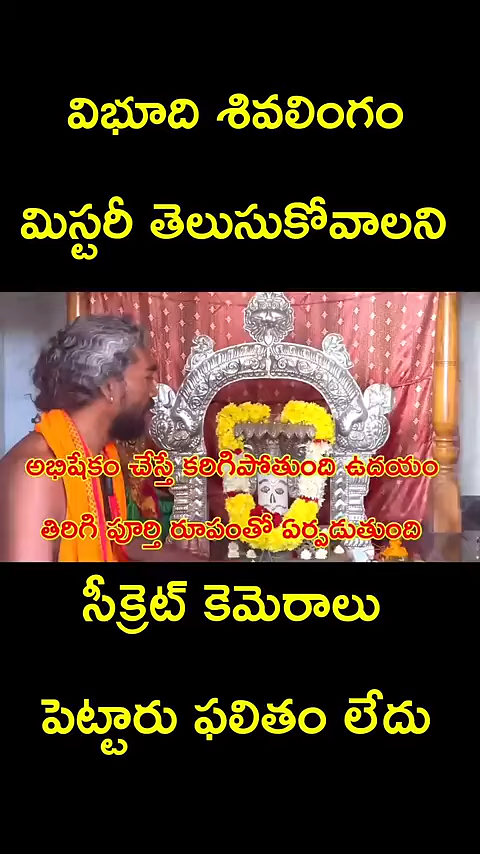 విభూది శివలింగం
మిస్టరీ తెలుసుకోవాలని
అభిషేకం చేస్తే కరిగిపోతుంది ఉదయం
తిరిగి పూర్తి రూపంతో ఏర్పడుతుంది
సీక్రెట్ కెమెరాలు
పెట్టారు ఫలితం లేదు